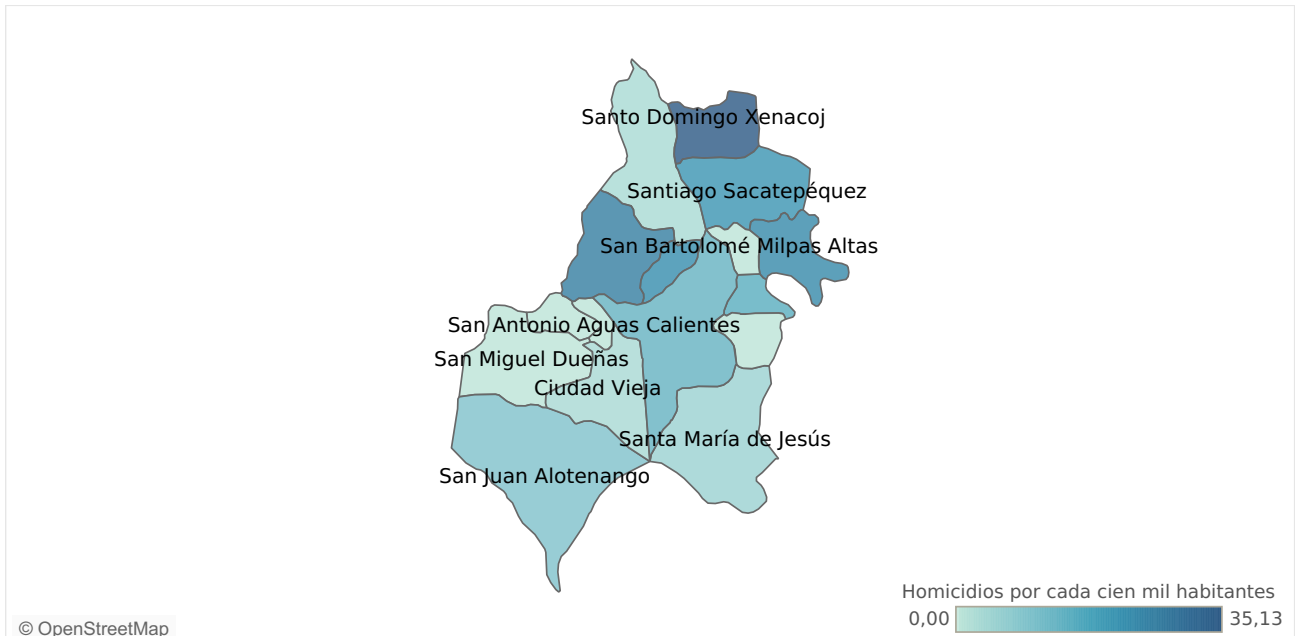 Santo Domingo Xenacoj
Santiago Sacatepéquez
San Bartolomé Milpas Altas
San Antonio Aguas Calientes
San Miguel Dueñas
Ciudad Vieja
Santa María de Jesús
San Juan Alotenango
Homicidios por cada cien mil habitantes
0,00 35,13
© OpenStreetMap